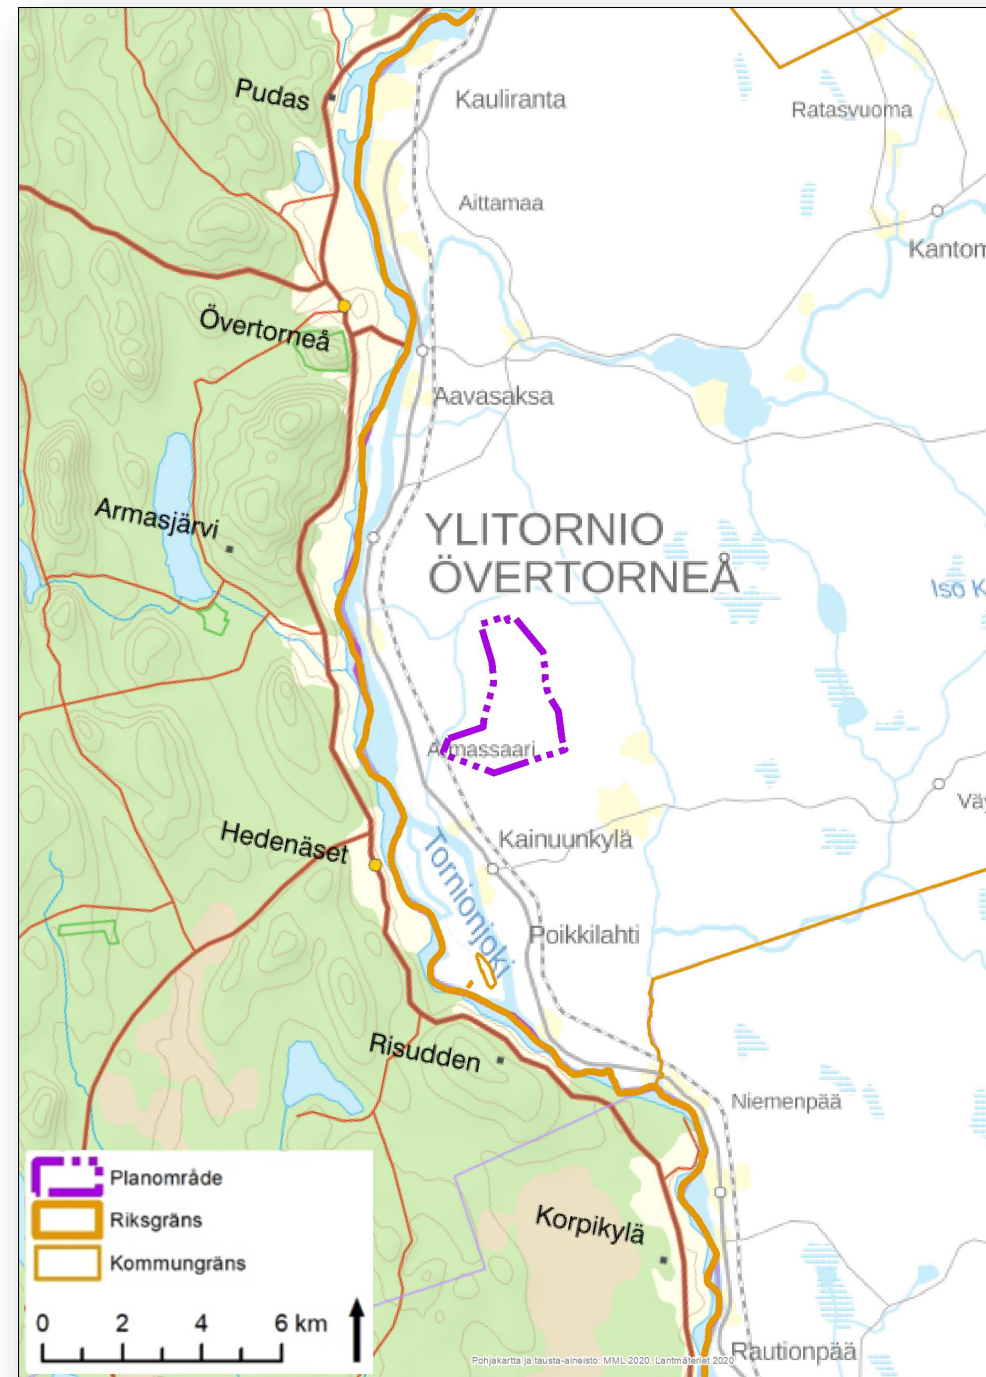 Pudas
Kauliranta
Ratasvuoma
Aittamaa
Kantom
Övertorneå
Aavasaksa
Armasjärvi
YLITORNIO
ÖVERTORNEÅ
Iso K
Armassaari
Väy
Hedenäset
Kainuunkylä
Tornionjoki
Poikkilahti
Risudden
Niemenpää
Korpikylä
Rautionpää
Planområde
Riksgräns
Kommungräns
0 2 4 6 km
Pohjakartta ja tausta-aineisto: MML 2020, Lantmäteriet 2020